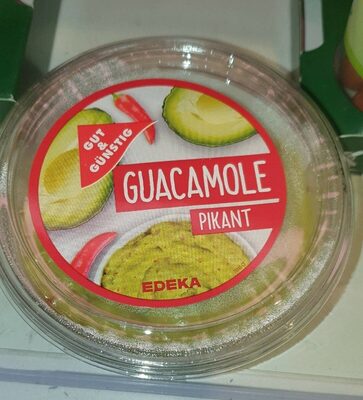 GUT
&
GÜNSTIG
GUACAMOLE
PIKANT
EDEKA